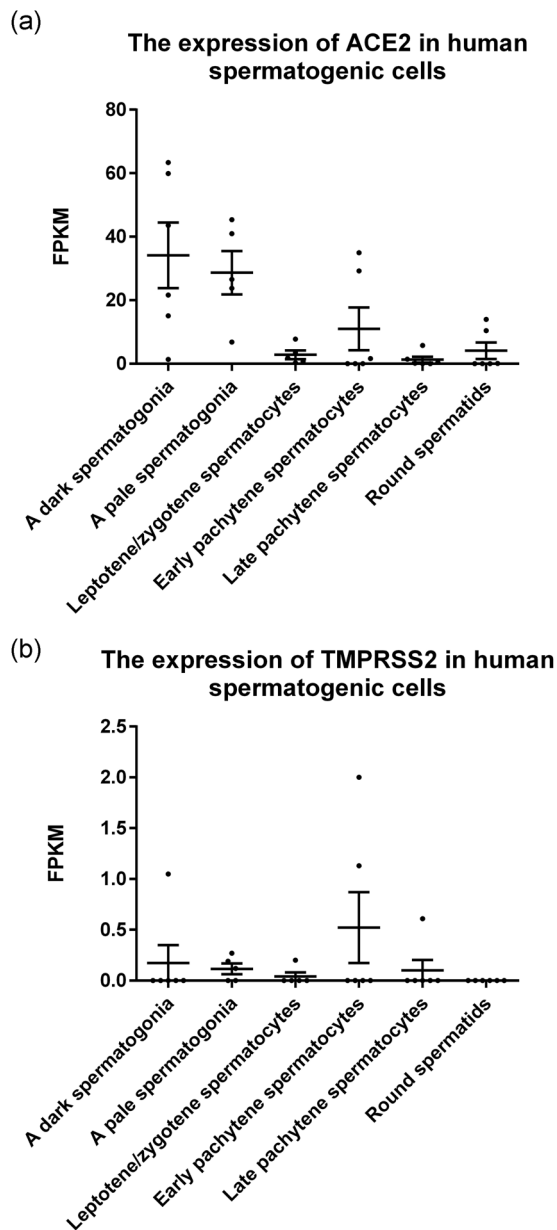 (a)
The expression of ACE2 in human
spermatogenic cells
80
60
40
20
0
FPKM
A dark spermatogonia
A pale spermatogonia
Leptotene/zygotene spermatocytes
Early pachytene spermatocytes
Late pachytene spermatocytes
Round spermatids
(b)
The expression of TMPRSS2 in human
spermatogenic cells
2.5
2.0
1.5
1.0
0.5
0.0
FPKM
A dark spermatogonia
A pale spermatogonia
Leptotene/zygotene spermatocytes
Early pachytene spermatocytes
Late pachytene spermatocytes
Round spermatids